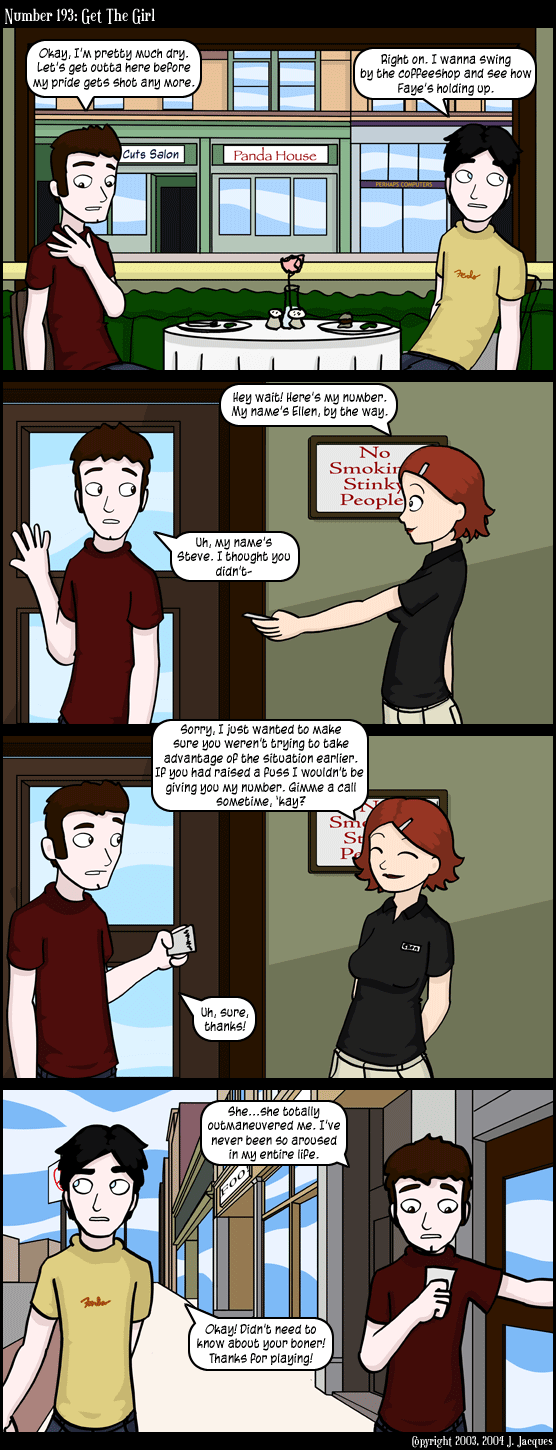 Number 193: Get The Girl
Okay, I'm pretty much dry.
Let's get outta here before
my pride gets shot any more.
Right on. I wanna swing
by the coffeeshop and see how
Faye's holding up.
Cuts Salon
Panda House
PERHAPS COMPUTERS
Fender
Hey wait! Here's my number.
My name's Ellen, by the way.
No
Smokin
Stinky
People
Uh, my name's
Steve. I thought you
didn't-
Sorry, I just wanted to make
sure you weren't trying to take
advantage of the situation earlier.
If you had raised a fuss I wouldn't be
giving you my number. Gimme a call
sometime, 'kay?
N
Smo
St
Pe
Uh, sure,
thanks!
She...she totally
outmaneuvered me. I've
never been so aroused
in my entire life.
FOO
Fender
Okay! Didn't need to
know about your boner!
Thanks for playing!
Copyright 2003, 2004 J. Jacques